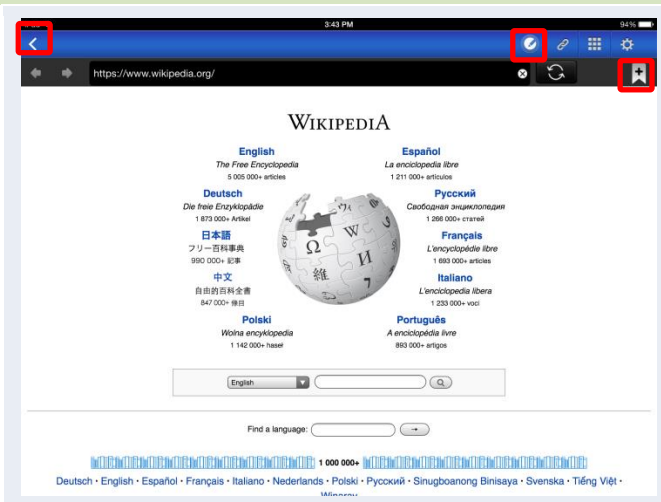 3:43 PM
94%
https://www.wikipedia.org/
WIKIPEDIA
English
The Free Encyclopedia
5 005 000+ articles
Español
La enciclopedia libre
1 211 000+ artículos
Deutsch
Die freie Enzyklopädie
1 873 000+ Artikel
Русский
Свободная энциклопедия
1 266 000+ статей
日本語
フリー百科事典
990 000+ 記事
Français
L'encyclopédie libre
1 693 000+ articles
中文
自由的百科全書
847 000+ 條目
Italiano
L'enciclopedia libera
1 233 000+ voci
Polski
Wolna encyklopedia
1 142 000+ haseł
Português
A enciclopédia livre
893 000+ artigos
Ω W И 維 7
English
Find a language:
1 000 000+
Deutsch · English · Español · Français · Italiano · Nederlands · Polski · Русский · Sinugboanong Binisaya · Svenska · Tiếng Việt ·